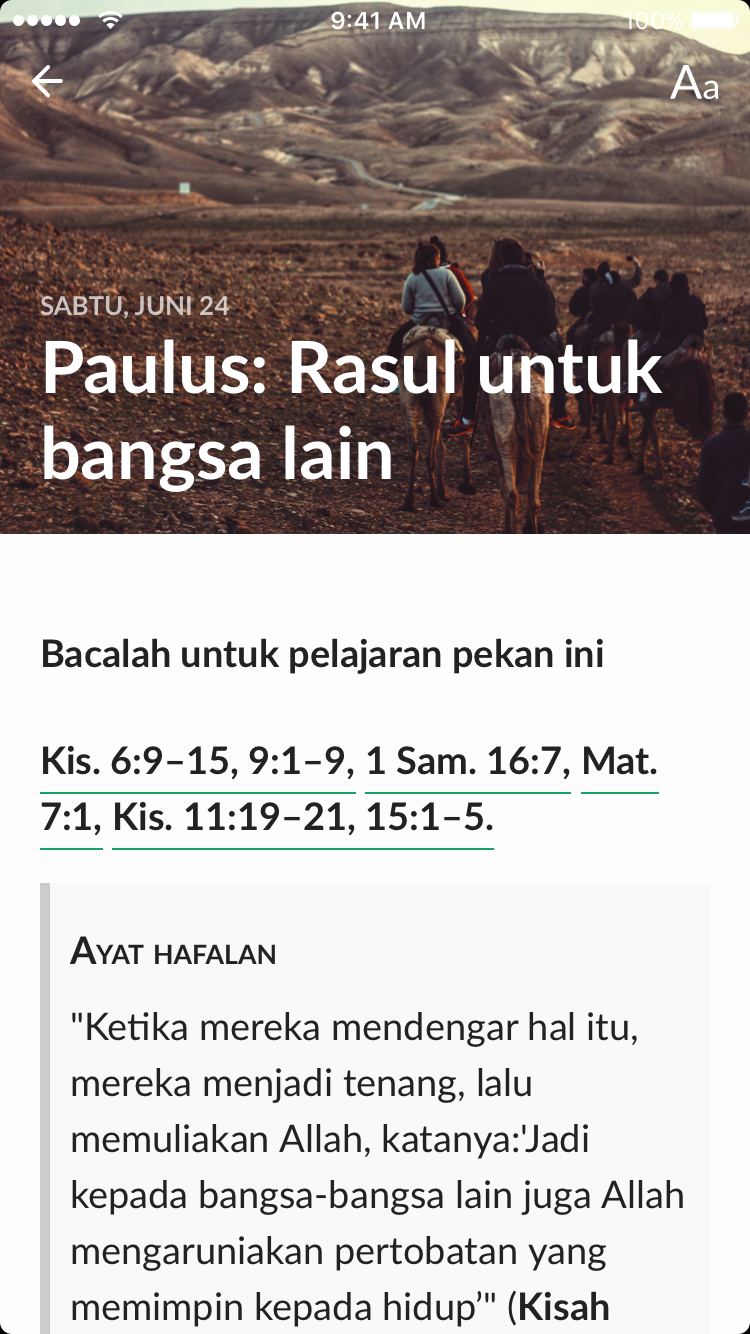 9:41 AM 100%
Aa
SABTU, JUNI 24
Paulus: Rasul untuk
bangsa lain
Bacalah untuk pelajaran pekan ini
Kis. 6:9–15, 9:1–9, 1 Sam. 16:7, Mat.
7:1, Kis. 11:19–21, 15:1–5.
AYAT HAFALAN
"Ketika mereka mendengar hal itu,
mereka menjadi tenang, lalu
memuliakan Allah, katanya:'Jadi
kepada bangsa-bangsa lain juga Allah
mengaruniakan pertobatan yang
memimpin kepada hidup’" (Kisah